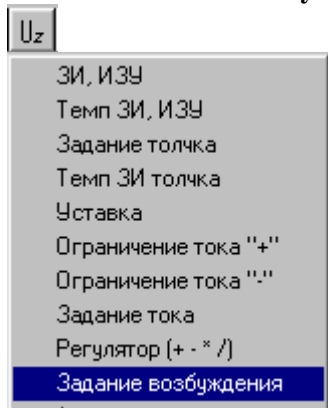 Uz
ЗИ, ИЗУ
Темп ЗИ, ИЗУ
Задание толчка
Темп ЗИ толчка
Уставка
Ограничение тока "+"
Ограничение тока "-"
Задание тока
Регулятор (+ - * /)
Задание возбуждения